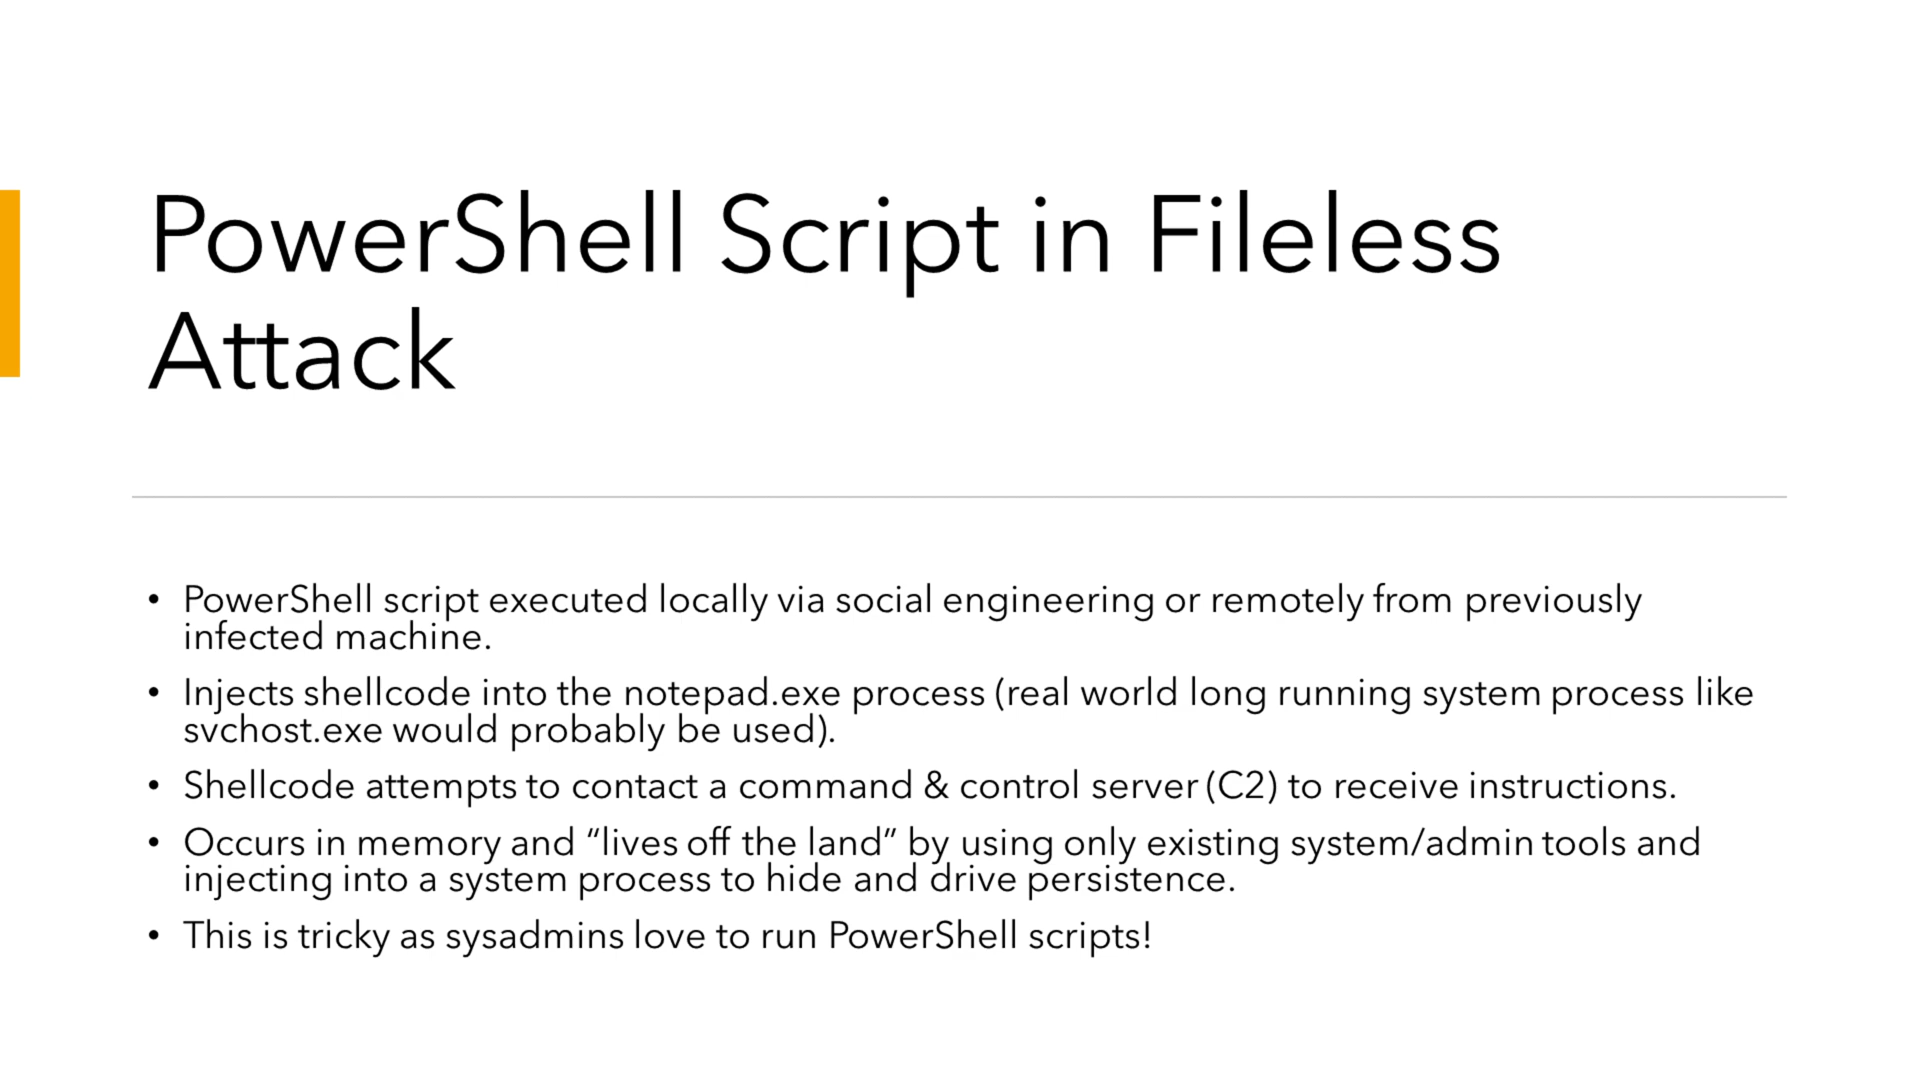 PowerShell Script in Fileless
Attack
• PowerShell script executed locally via social engineering or remotely from previously
infected machine.
• Injects shellcode into the notepad.exe process (real world long running system process like
svchost.exe would probably be used).
• Shellcode attempts to contact a command & control server (C2) to receive instructions.
• Occurs in memory and “lives off the land” by using only existing system/admin tools and
injecting into a system process to hide and drive persistence.
• This is tricky as sysadmins love to run PowerShell scripts!